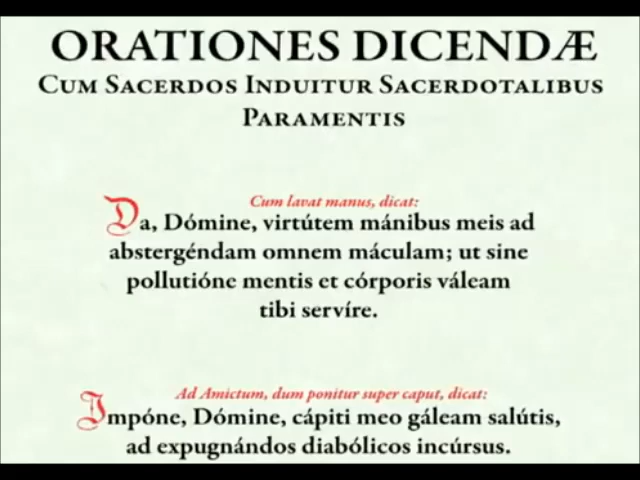 ORATIONES DICENDÆ
Cum Sacerdos Induitur Sacerdotalibus
Paramentis
Cum lavat manus, dicat:
Da, Dómine, virtútem mánibus meis ad
abstergéndam omnem máculam; ut sine
pollutióne mentis et córporis váleam
tibi servíre.
Ad Amictum, dum ponitur super caput, dicat:
Impóne, Dómine, cápiti meo gáleam salútis,
ad expugnándos diabólicos incúrsus.